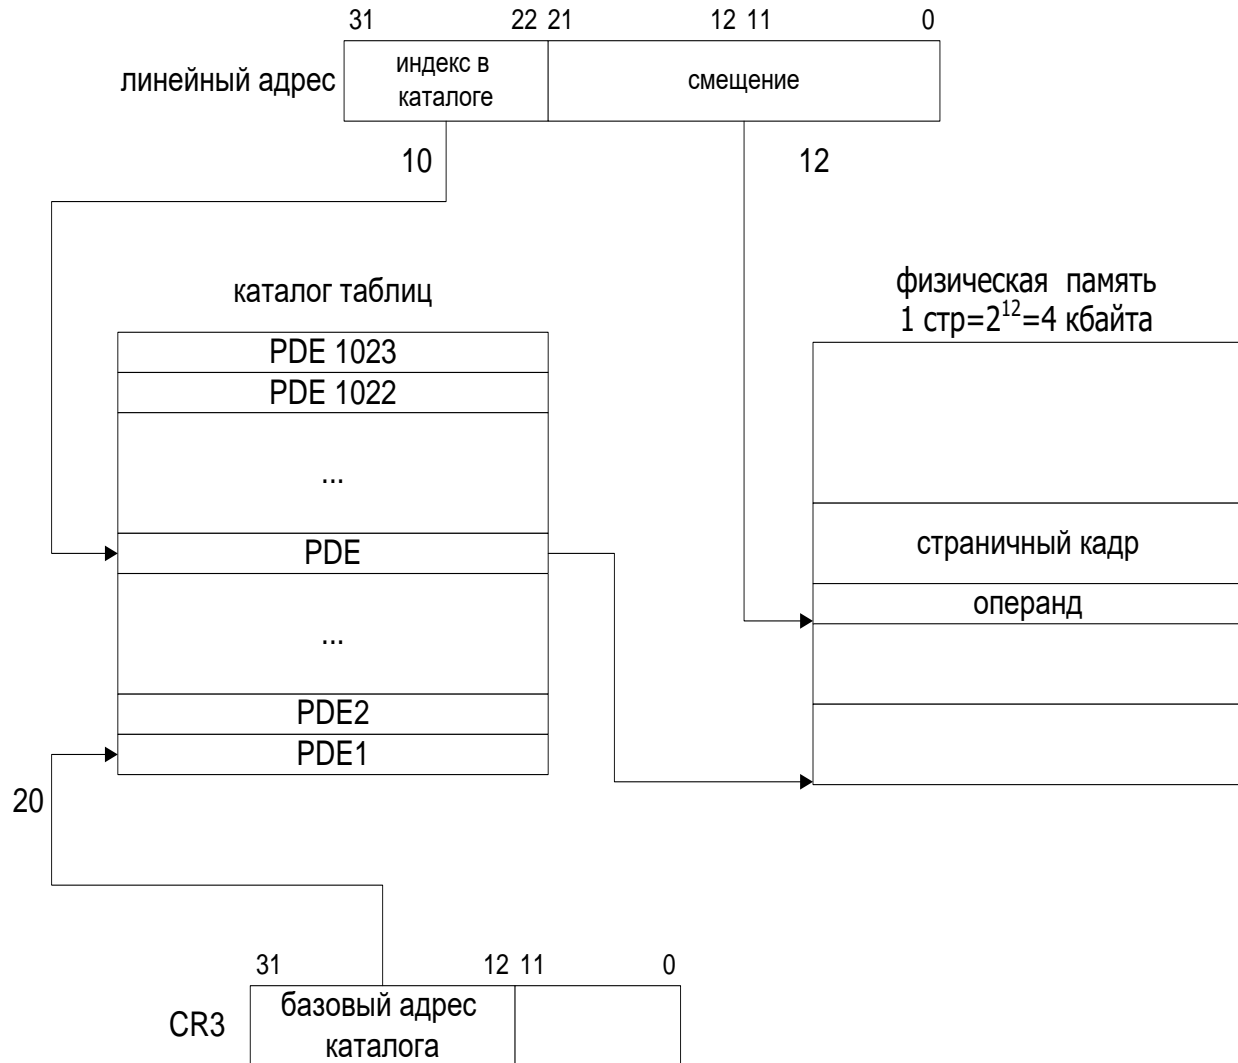 31 22 21 12 11 0
линейный адрес
индекс в
каталоге
смещение
10
12
каталог таблиц
физическая память
1 стр=2¹²=4 кбайта
PDE 1023
PDE 1022
...
PDE
...
PDE2
PDE1
страничный кадр
операнд
20
31 12 11 0
CR3
базовый адрес
каталога